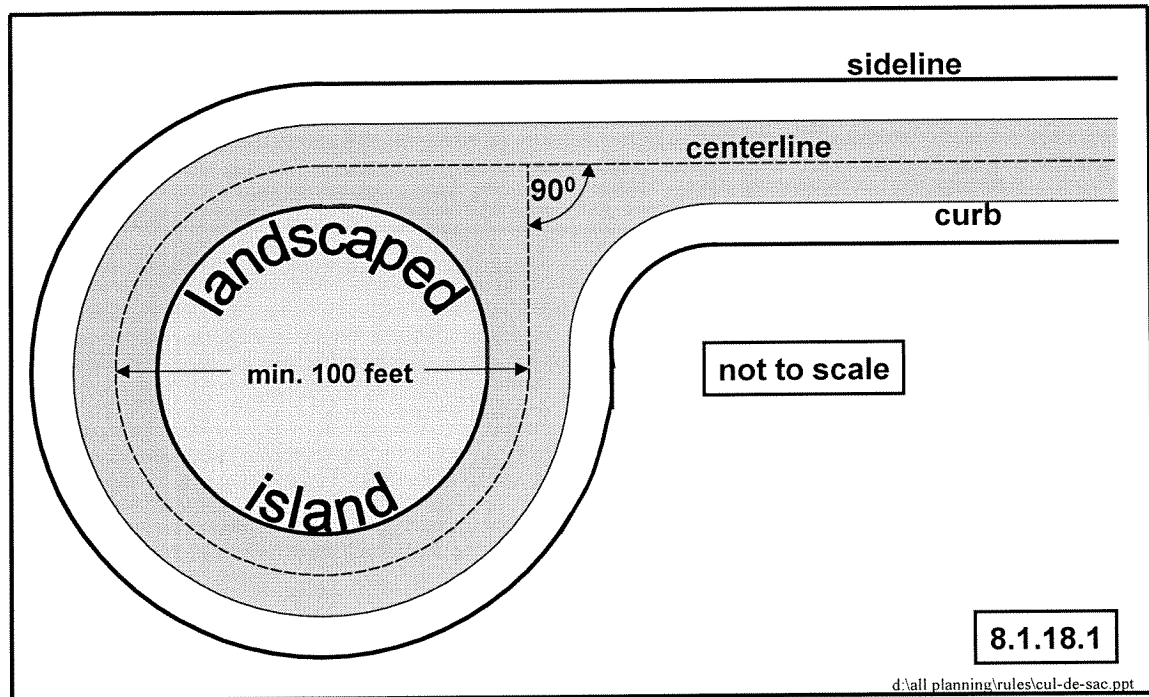 sideline
centerline
90⁰
curb
landscaped
min. 100 feet
not to scale
island
8.1.18.1
d:\all planning\rules\cul-de-sac.ppt